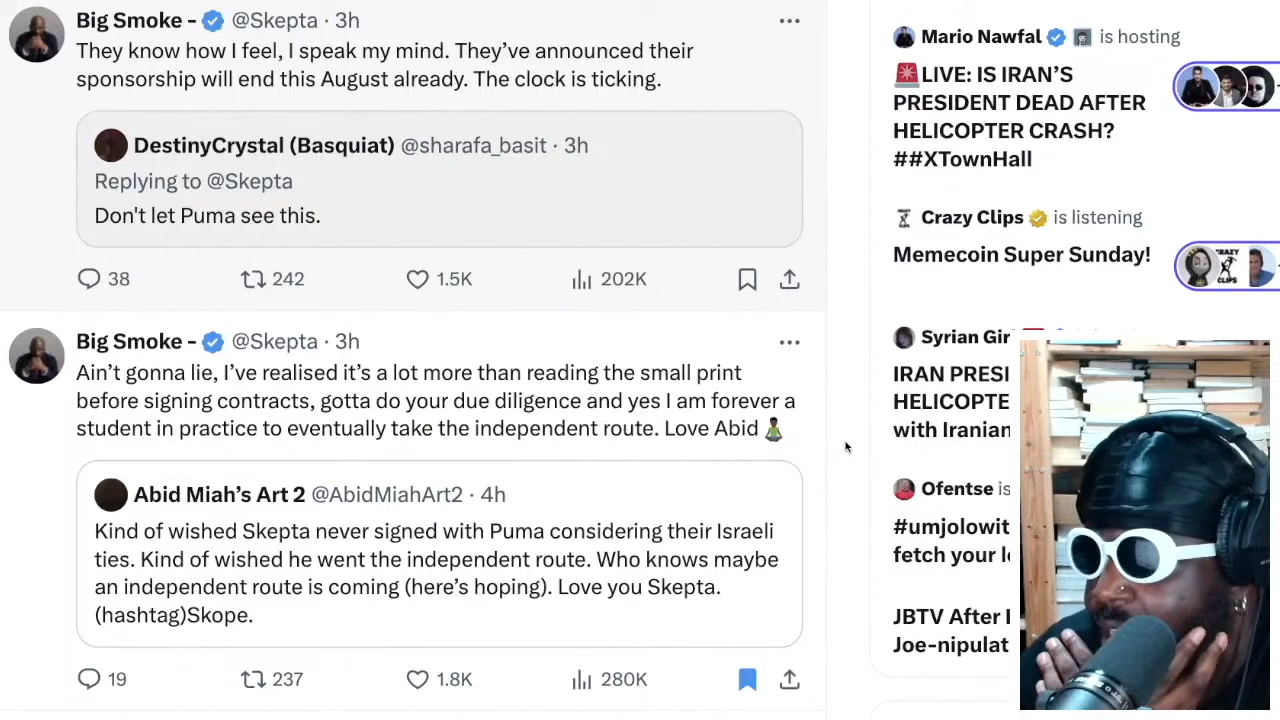 Big Smoke - @Skepta · 3h
They know how I feel, I speak my mind. They’ve announced their
sponsorship will end this August already. The clock is ticking.
DestinyCrystal (Basquiat) @sharafa_basit · 3h
Replying to @Skepta
Don't let Puma see this.
38 242 1.5K 202K
Big Smoke - @Skepta · 3h
Ain’t gonna lie, I’ve realised it’s a lot more than reading the small print
before signing contracts, gotta do your due diligence and yes I am forever a
student in practice to eventually take the independent route. Love Abid
Abid Miah’s Art 2 @AbidMiahArt2 · 4h
Kind of wished Skepta never signed with Puma considering their Israeli
ties. Kind of wished he went the independent route. Who knows maybe
an independent route is coming (here’s hoping). Love you Skepta.
(hashtag)Skope.
19 237 1.8K 280K
Mario Nawfal is hosting
LIVE: IS IRAN’S
PRESIDENT DEAD AFTER
HELICOPTER CRASH?
##XTownHall
Crazy Clips is listening
Memecoin Super Sunday!
Syrian Gir
IRAN PRESI
HELICOPTE
with Iranian
Ofentse is
#umjolowit
fetch your l
JBTV After
Joe-nipulat